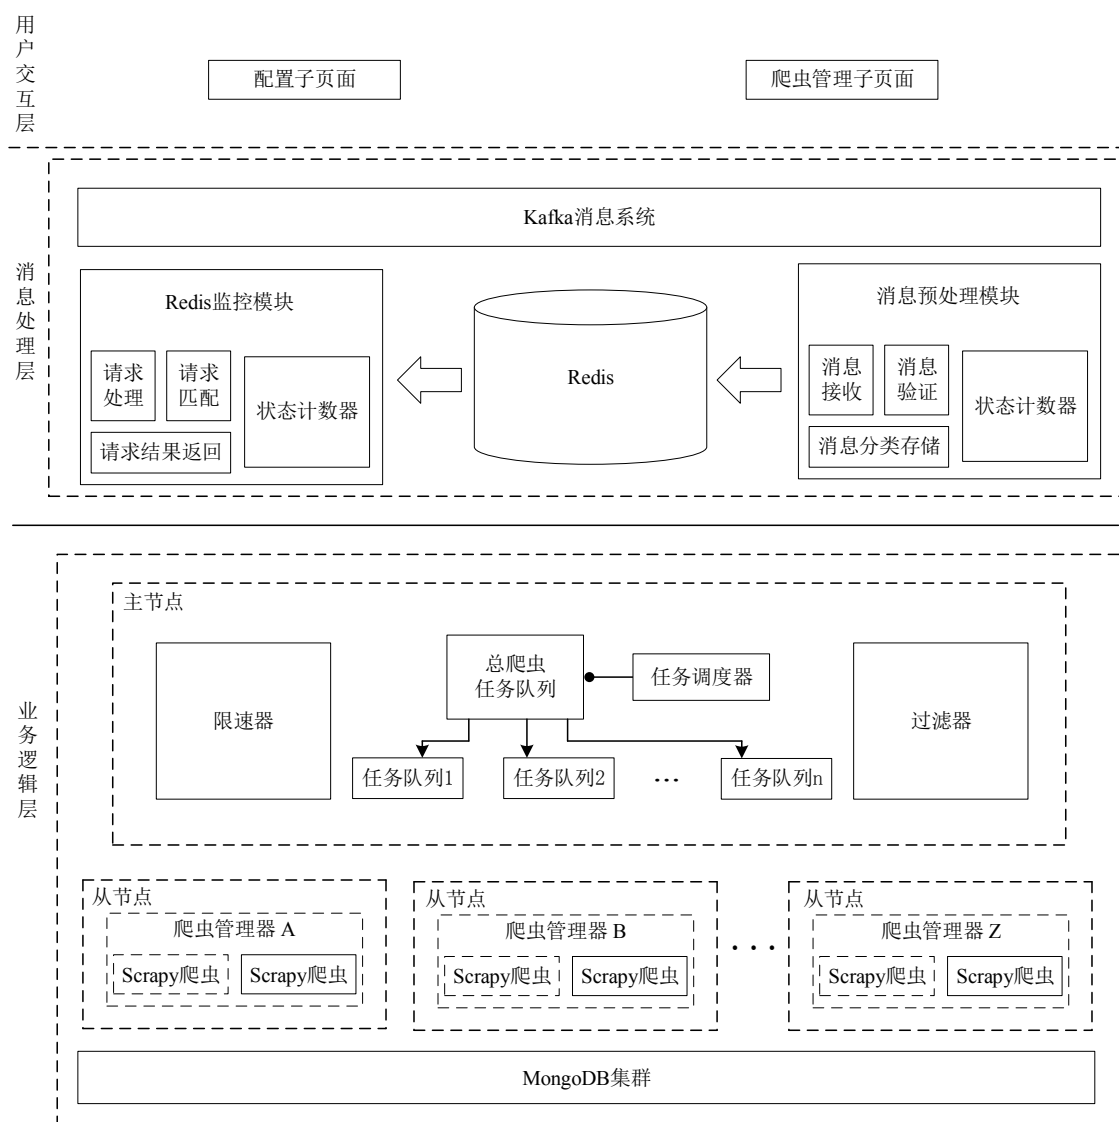 用户交互层
配置子页面
爬虫管理子页面
消息处理层
Kafka消息系统
Redis监控模块
请求
处理
请求
匹配
状态计数器
请求结果返回
Redis
消息预处理模块
消息
接收
消息
验证
状态计数器
消息分类存储
业务逻辑层
主节点
限速器
总爬虫
任务队列
任务调度器
过滤器
任务队列1
任务队列2
...
任务队列n
从节点
爬虫管理器 A
Scrapy爬虫
Scrapy爬虫
从节点
爬虫管理器 B
Scrapy爬虫
Scrapy爬虫
...
从节点
爬虫管理器 Z
Scrapy爬虫
Scrapy爬虫
MongoDB集群